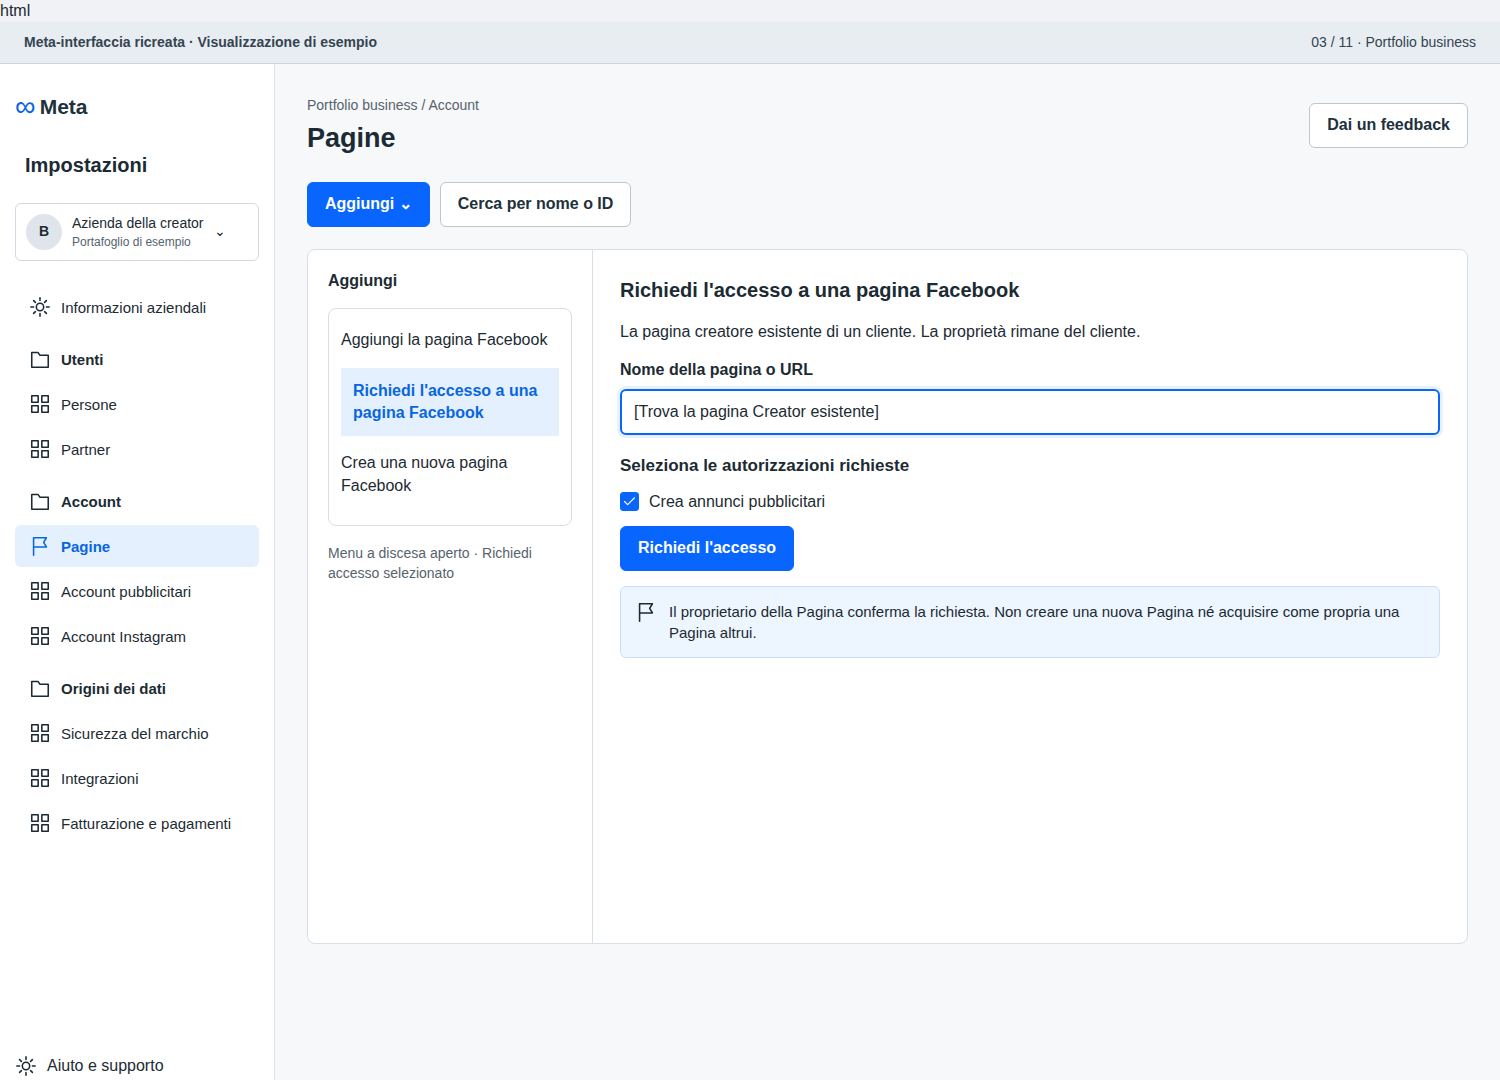 html
Meta-interfaccia ricreata · Visualizzazione di esempio
03 / 11 · Portfolio business
Meta
Impostazioni
B
Azienda della creator
Portafoglio di esempio
Informazioni aziendali
Utenti
Persone
Partner
Account
Pagine
Account pubblicitari
Account Instagram
Origini dei dati
Sicurezza del marchio
Integrazioni
Fatturazione e pagamenti
Aiuto e supporto
Portfolio business / Account
Pagine
Dai un feedback
Aggiungi
Cerca per nome o ID
Aggiungi
Aggiungi la pagina Facebook
Richiedi l'accesso a una
pagina Facebook
Crea una nuova pagina
Facebook
Menu a discesa aperto · Richiedi
accesso selezionato
Richiedi l'accesso a una pagina Facebook
La pagina creatore esistente di un cliente. La proprietà rimane del cliente.
Nome della pagina o URL
[Trova la pagina Creator esistente]
Seleziona le autorizzazioni richieste
Crea annunci pubblicitari
Richiedi l'accesso
Il proprietario della Pagina conferma la richiesta. Non creare una nuova Pagina né acquisire come propria una
Pagina altrui.